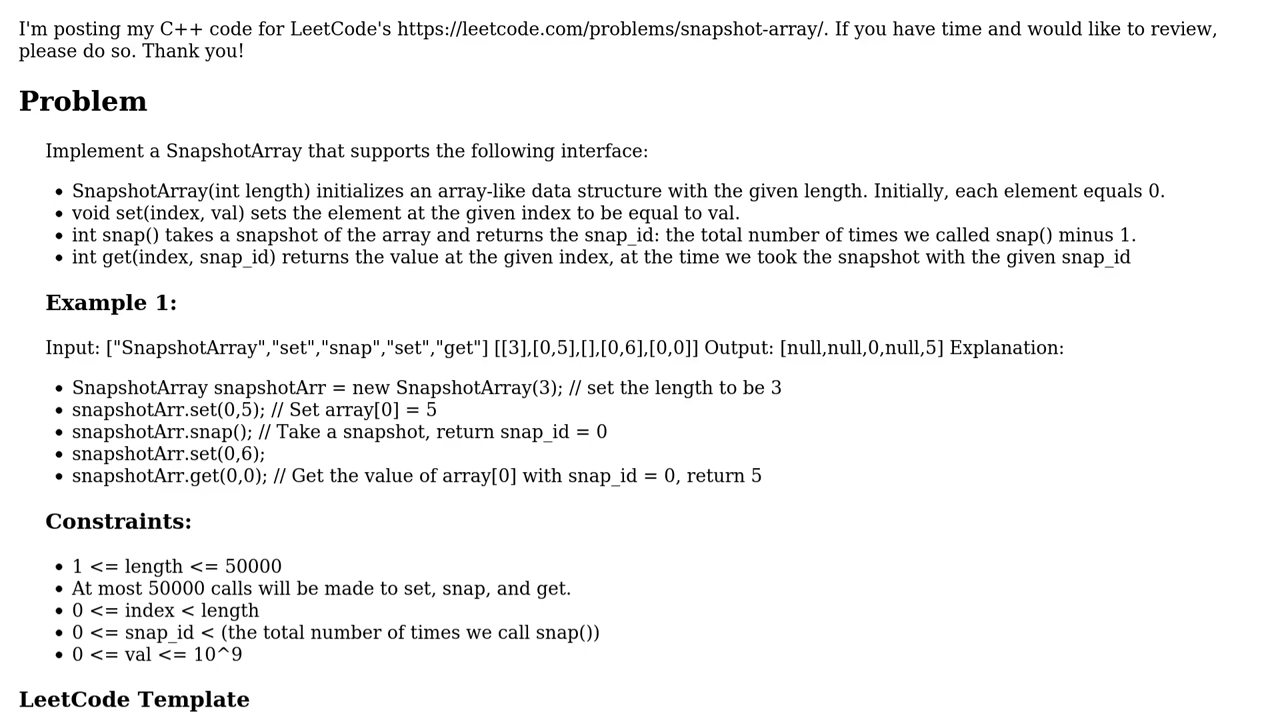 I'm posting my C++ code for LeetCode's https://leetcode.com/problems/snapshot-array/. If you have time and would like to review,
please do so. Thank you!
Problem
Implement a SnapshotArray that supports the following interface:
• SnapshotArray(int length) initializes an array-like data structure with the given length. Initially, each element equals 0.
• void set(index, val) sets the element at the given index to be equal to val.
• int snap() takes a snapshot of the array and returns the snap_id: the total number of times we called snap() minus 1.
• int get(index, snap_id) returns the value at the given index, at the time we took the snapshot with the given snap_id
Example 1:
Input: ["SnapshotArray","set","snap","set","get"] [[3],[0,5],[],[0,6],[0,0]] Output: [null,null,0,null,5] Explanation:
• SnapshotArray snapshotArr = new SnapshotArray(3); // set the length to be 3
• snapshotArr.set(0,5); // Set array[0] = 5
• snapshotArr.snap(); // Take a snapshot, return snap_id = 0
• snapshotArr.set(0,6);
• snapshotArr.get(0,0); // Get the value of array[0] with snap_id = 0, return 5
Constraints:
• 1 <= length <= 50000
• At most 50000 calls will be made to set, snap, and get.
• 0 <= index < length
• 0 <= snap_id < (the total number of times we call snap())
• 0 <= val <= 10^9
LeetCode Template